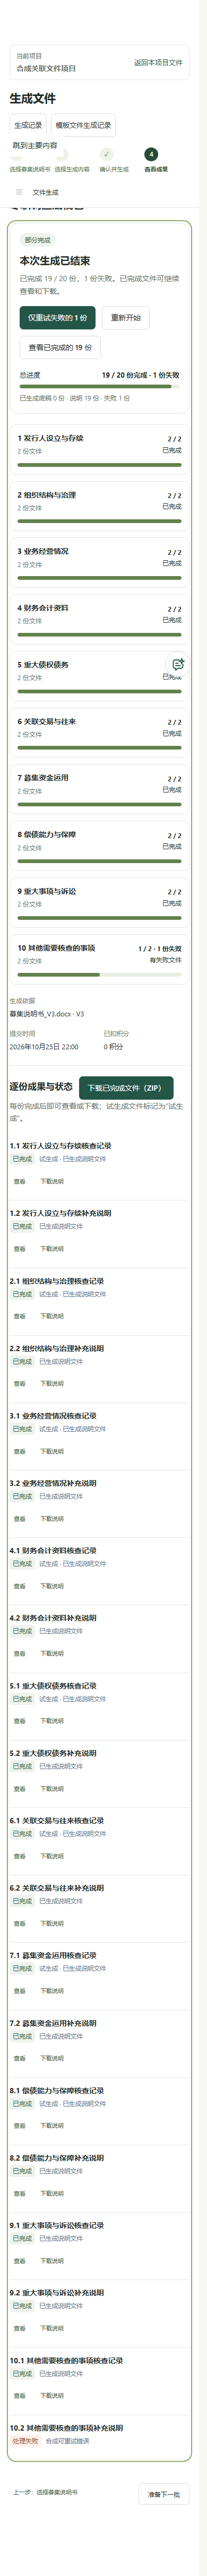 当前项目
合成关联文件项目
返回本项目文件
生成文件
生成记录
模板文件生成记录
跳到主要内容
✓
4
选择募集说明书
选择生成内容
确认并生成
查看成果
文件生成
部分完成
本次生成已结束
已完成 19 / 20 份，1 份失败。已完成文件可继续
查看和下载。
仅重试失败的 1 份
重新开始
查看已完成的 19 份
总进度
19 / 20 份完成 · 1 份失败
已生成底稿 0 份 · 说明 19 份 · 失败 1 份
1 发行人设立与存续
2 / 2
2 份文件
已完成
2 组织结构与治理
2 / 2
2 份文件
已完成
3 业务经营情况
2 / 2
2 份文件
已完成
4 财务会计资料
2 / 2
2 份文件
已完成
5 重大债权债务
2 / 2
2 份文件
已完成
6 关联交易与往来
2 / 2
2 份文件
已完成
7 募集资金运用
2 / 2
2 份文件
已完成
8 偿债能力与保障
2 / 2
2 份文件
已完成
9 重大事项与诉讼
2 / 2
2 份文件
已完成
10 其他需要核查的事项
1 / 2 · 1 份失败
2 份文件
有失败文件
生成依据
募集说明书_V3.docx · V3
提交时间
已扣积分
2026年10月25日 22:00
0 积分
逐份成果与状态
下载已完成文件（ZIP）
每份完成后即可查看或下载；试生成文件标记为“试生
成”。
1.1 发行人设立与存续核查记录
已完成 试生成 · 已生成说明文件
查看 下载说明
1.2 发行人设立与存续补充说明
已完成 已生成说明文件
查看 下载说明
2.1 组织结构与治理核查记录
已完成 试生成 · 已生成说明文件
查看 下载说明
2.2 组织结构与治理补充说明
已完成 已生成说明文件
查看 下载说明
3.1 业务经营情况核查记录
已完成 试生成 · 已生成说明文件
查看 下载说明
3.2 业务经营情况补充说明
已完成 已生成说明文件
查看 下载说明
4.1 财务会计资料核查记录
已完成 试生成 · 已生成说明文件
查看 下载说明
4.2 财务会计资料补充说明
已完成 已生成说明文件
查看 下载说明
5.1 重大债权债务核查记录
已完成 试生成 · 已生成说明文件
查看 下载说明
5.2 重大债权债务补充说明
已完成 已生成说明文件
查看 下载说明
6.1 关联交易与往来核查记录
已完成 试生成 · 已生成说明文件
查看 下载说明
6.2 关联交易与往来补充说明
已完成 已生成说明文件
查看 下载说明
7.1 募集资金运用核查记录
已完成 试生成 · 已生成说明文件
查看 下载说明
7.2 募集资金运用补充说明
已完成 已生成说明文件
查看 下载说明
8.1 偿债能力与保障核查记录
已完成 试生成 · 已生成说明文件
查看 下载说明
8.2 偿债能力与保障补充说明
已完成 已生成说明文件
查看 下载说明
9.1 重大事项与诉讼核查记录
已完成 试生成 · 已生成说明文件
查看 下载说明
9.2 重大事项与诉讼补充说明
已完成 已生成说明文件
查看 下载说明
10.1 其他需要核查的事项核查记录
已完成 已生成说明文件
查看 下载说明
10.2 其他需要核查的事项补充说明
处理失败 合成可重试错误
上一步：选择募集说明书
准备下一批